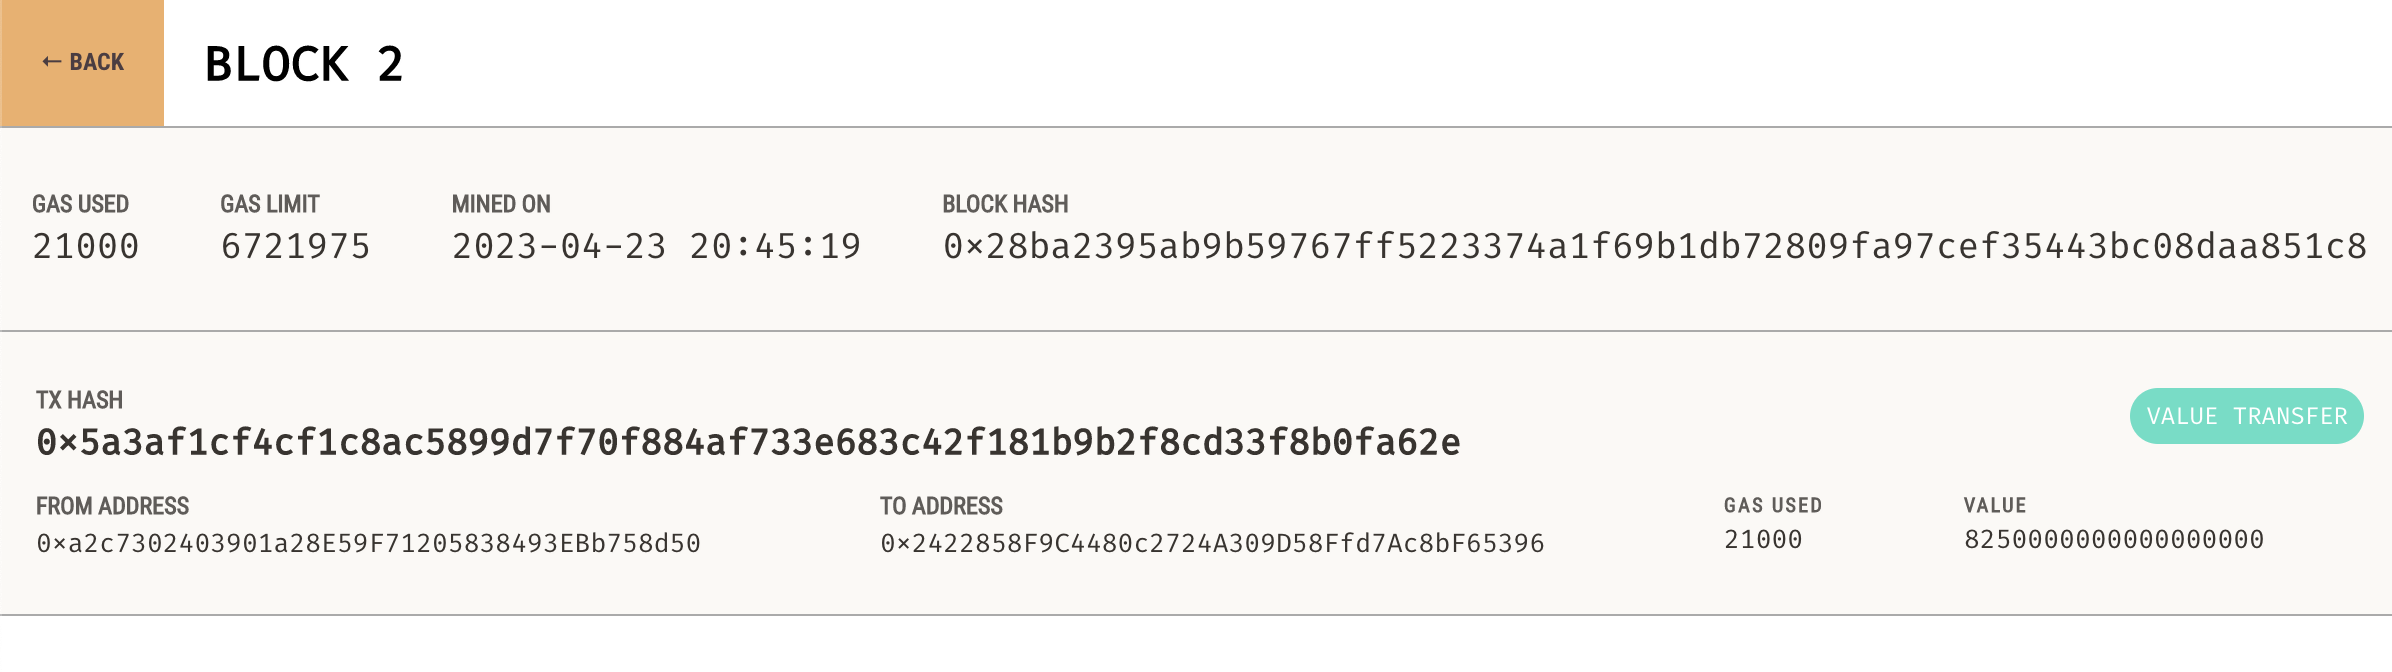 ← BACK
BLOCK 2
GAS USED
21000
GAS LIMIT
6721975
MINED ON
2023-04-23 20:45:19
BLOCK HASH
0×28ba2395ab9b59767ff5223374a1f69b1db72809fa97cef35443bc08daa851c8
TX HASH
0×5a3af1cf4cf1c8ac5899d7f70f884af733e683c42f181b9b2f8cd33f8b0fa62e
VALUE TRANSFER
FROM ADDRESS
0×a2c7302403901a28E59F71205838493EBb758d50
TO ADDRESS
0×2422858F9C4480c2724A309D58Ffd7Ac8bF65396
GAS USED
21000
VALUE
8250000000000000000